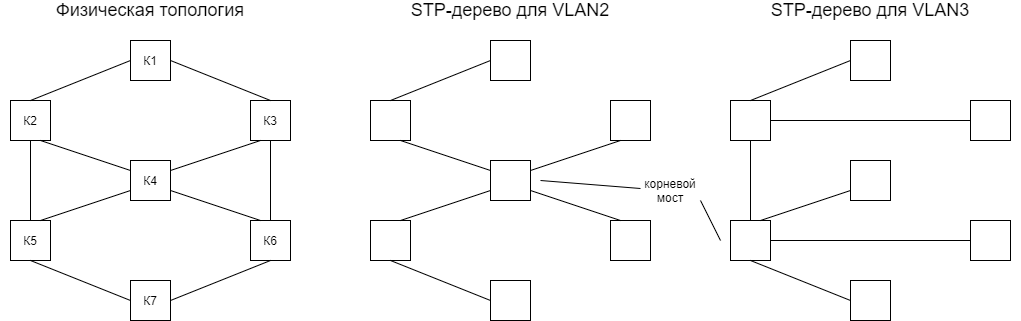 Физическая топология
STP-дерево для VLAN2
STP-дерево для VLAN3
К1
К2
К3
К4
корневой
мост
К5
К6
К7